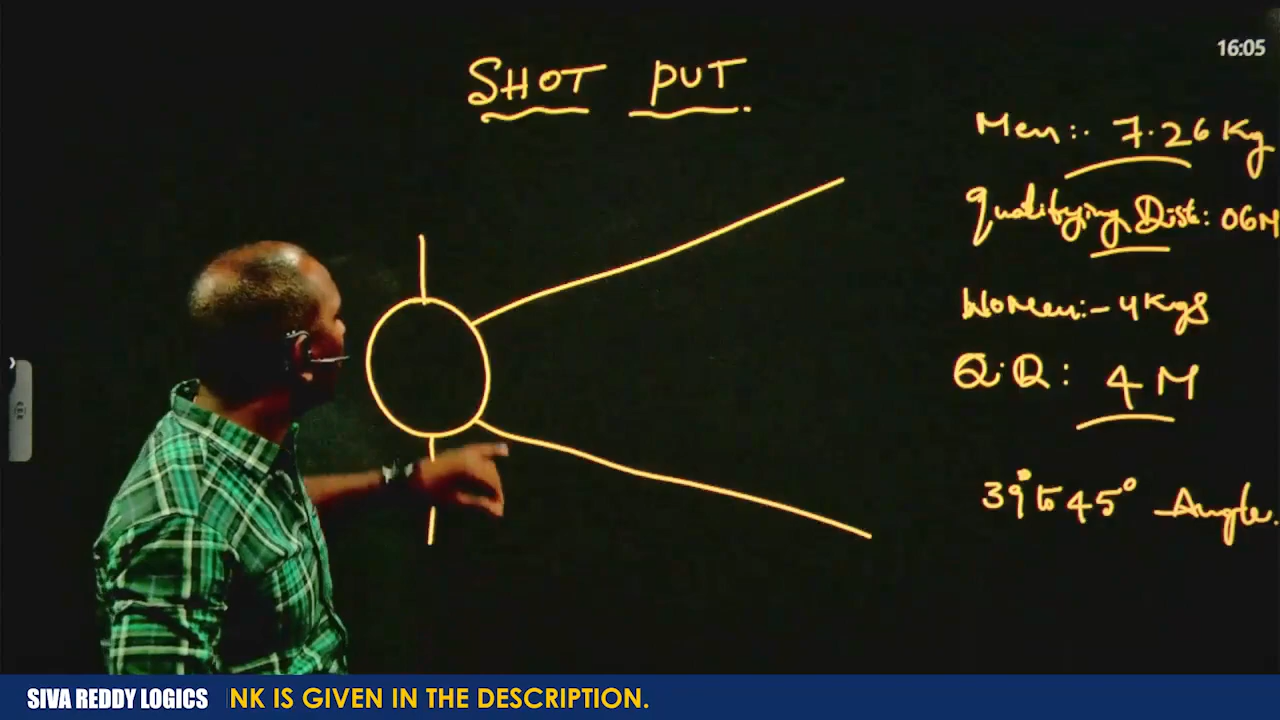 16:05
SHOT PUT.
Men:. 7.26 Kg
Qualifying Dist: 06M
Women:- 4 Kgs
Q.D: 4 M
39° to 45° Angle.
SIVA REDDY LOGICS NK IS GIVEN IN THE DESCRIPTION.